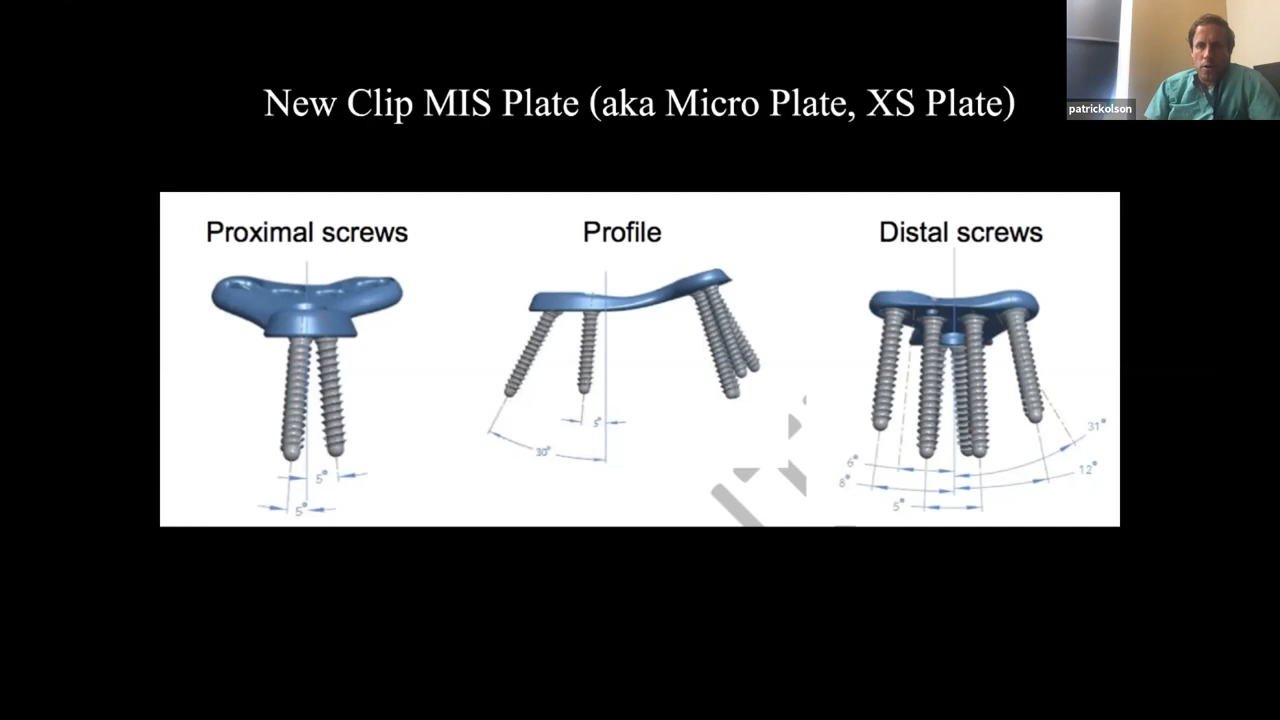 patrickolson
New Clip MIS Plate (aka Micro Plate, XS Plate)
Proximal screws
Profile
Distal screws
5°
5°
5°
30°
31°
6°
12°
8°
5°